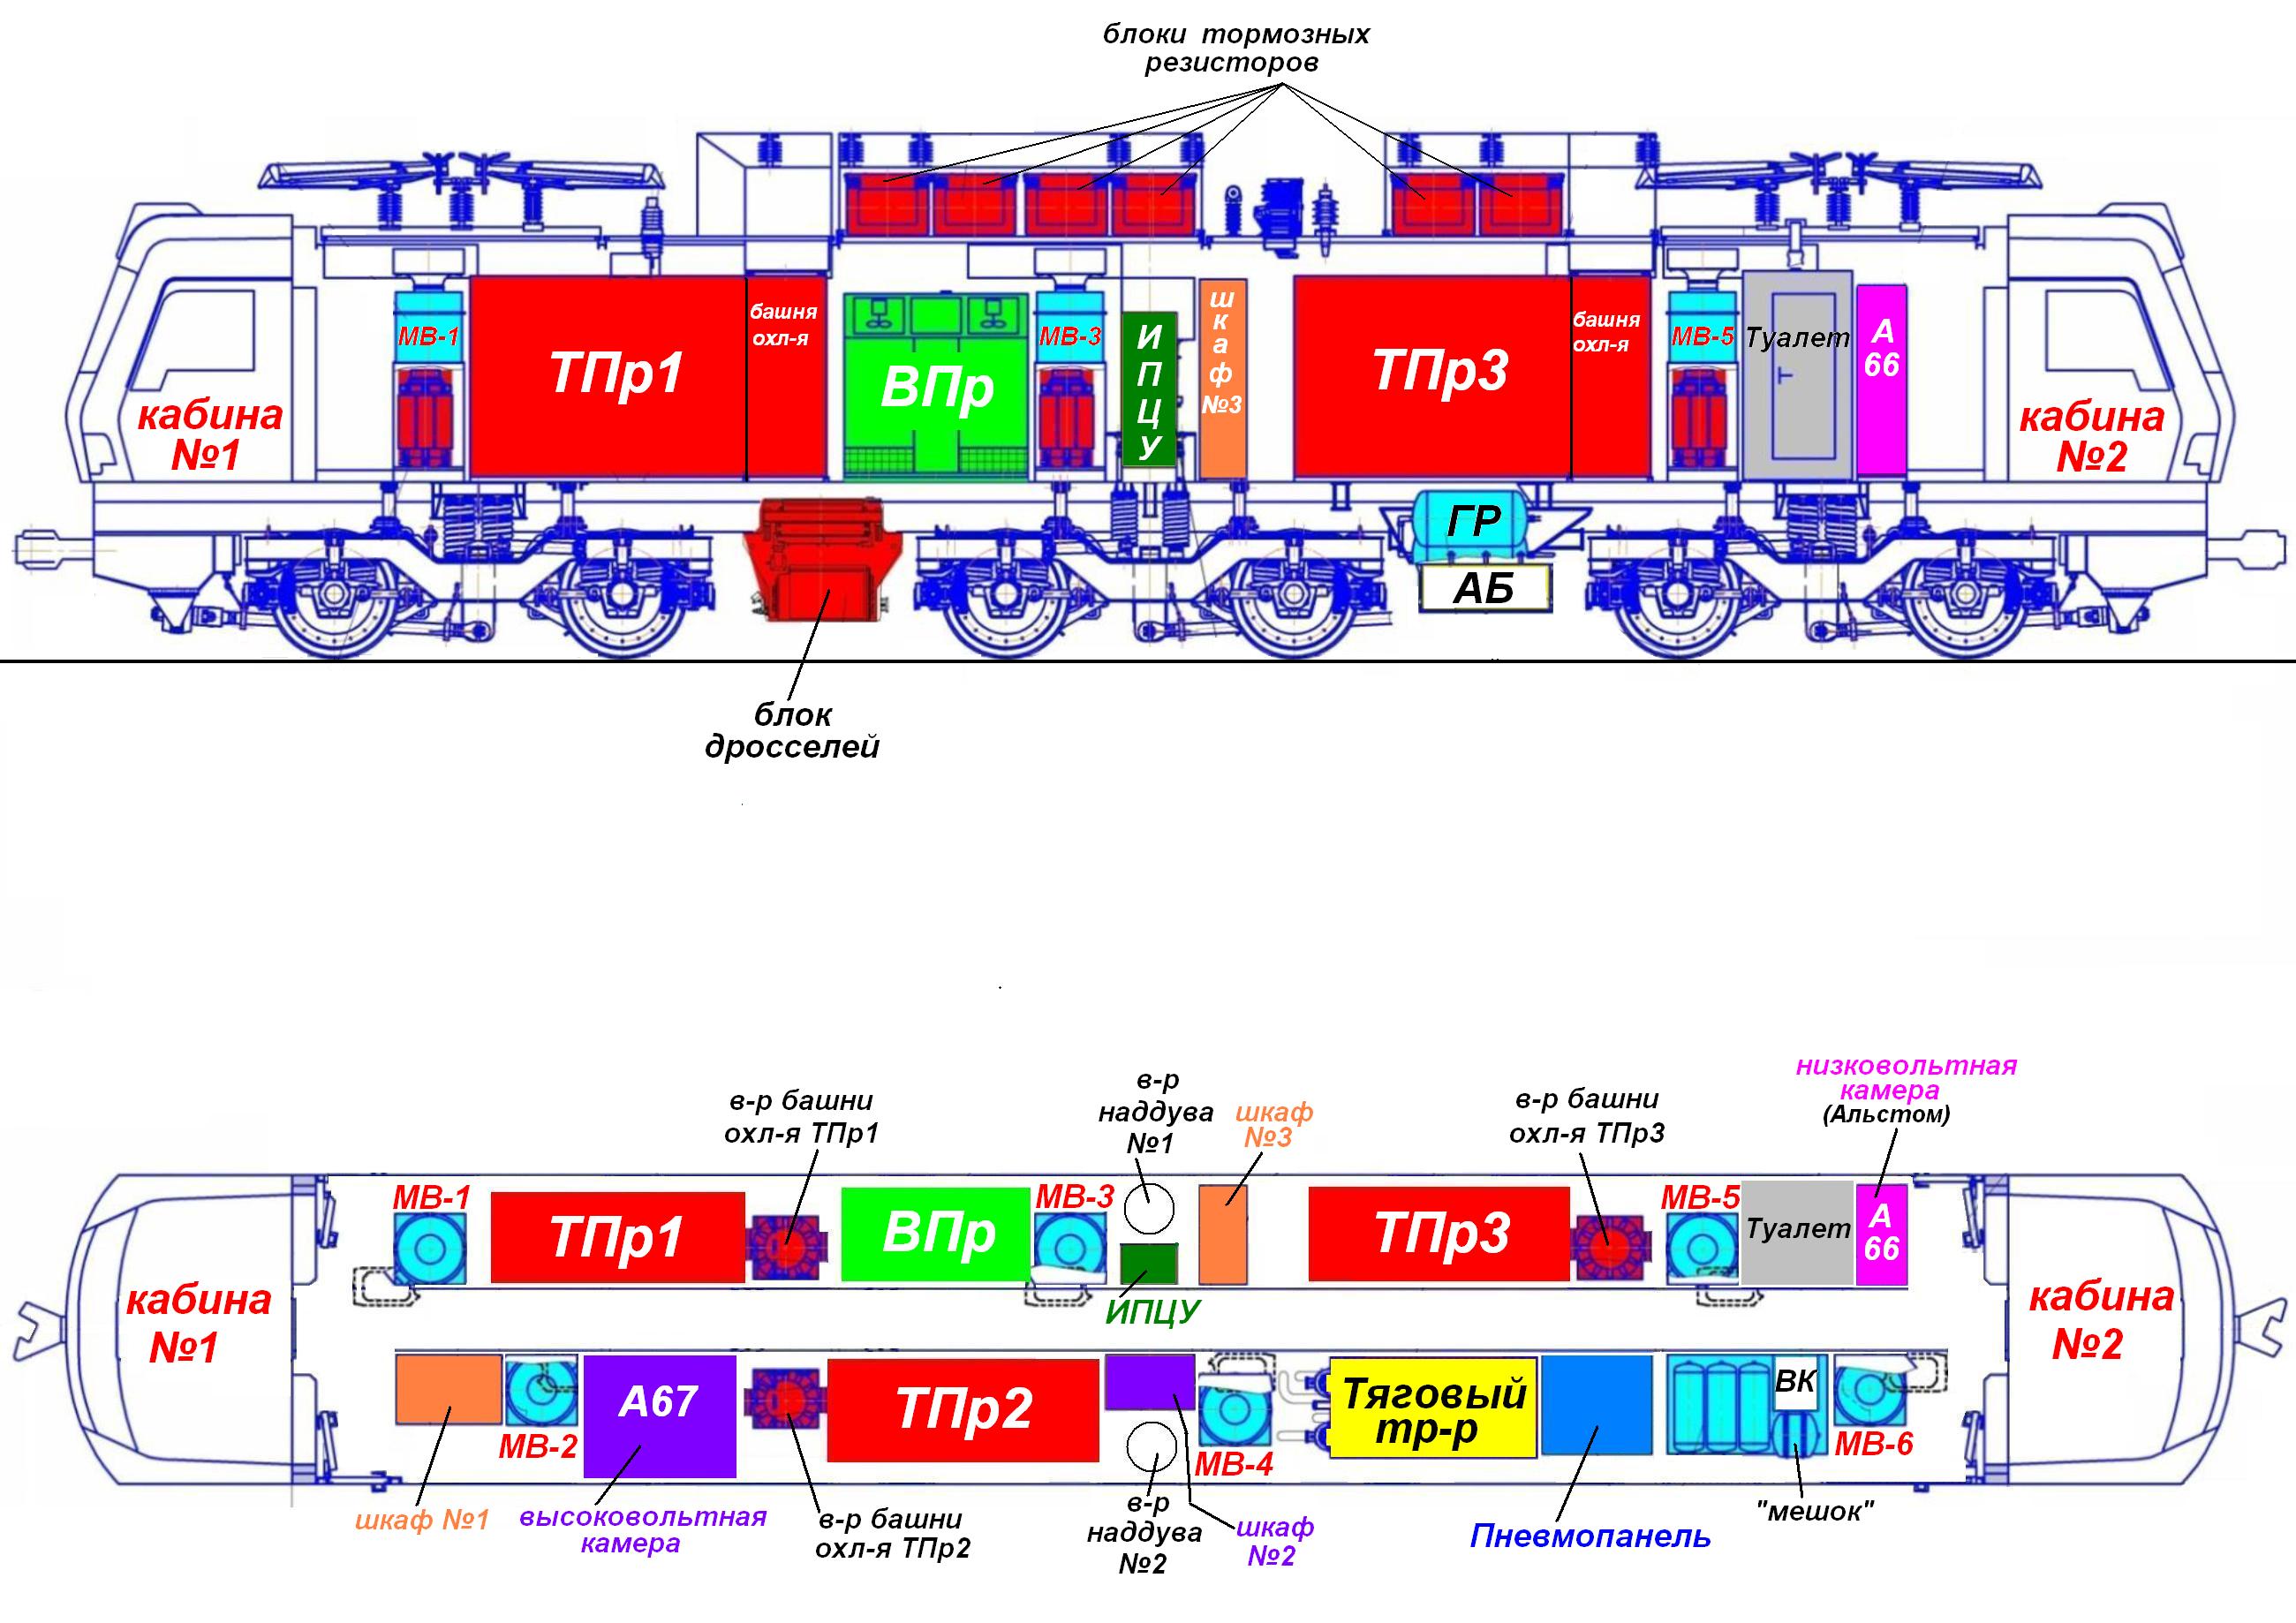 блоки тормозных
резисторов
МВ-1
ТПр1
башня
охл-я
ВПр
МВ-3
И
П
Ц
У
ш
к
а
ф
№3
ТПр3
башня
охл-я
МВ-5
Туалет
А
66
кабина
№1
кабина
№2
ГР
АБ
блок
дросселей
в-р башни
охл-я ТПр1
в-р
наддува
№1
шкаф
№3
в-р башни
охл-я ТПр3
низковольтная
камера
(Альстом)
МВ-1
ТПр1
ВПр
МВ-3
ТПр3
МВ-5
Туалет
А
66
ИПЦУ
кабина
№1
кабина
№2
А67
ТПр2
Тяговый
тр-р
ВК
МВ-2
МВ-4
МВ-6
шкаф №1
высоковольтная
камера
в-р башни
охл-я ТПр2
в-р
наддува
№2
шкаф
№2
Пневмопанель
"мешок"